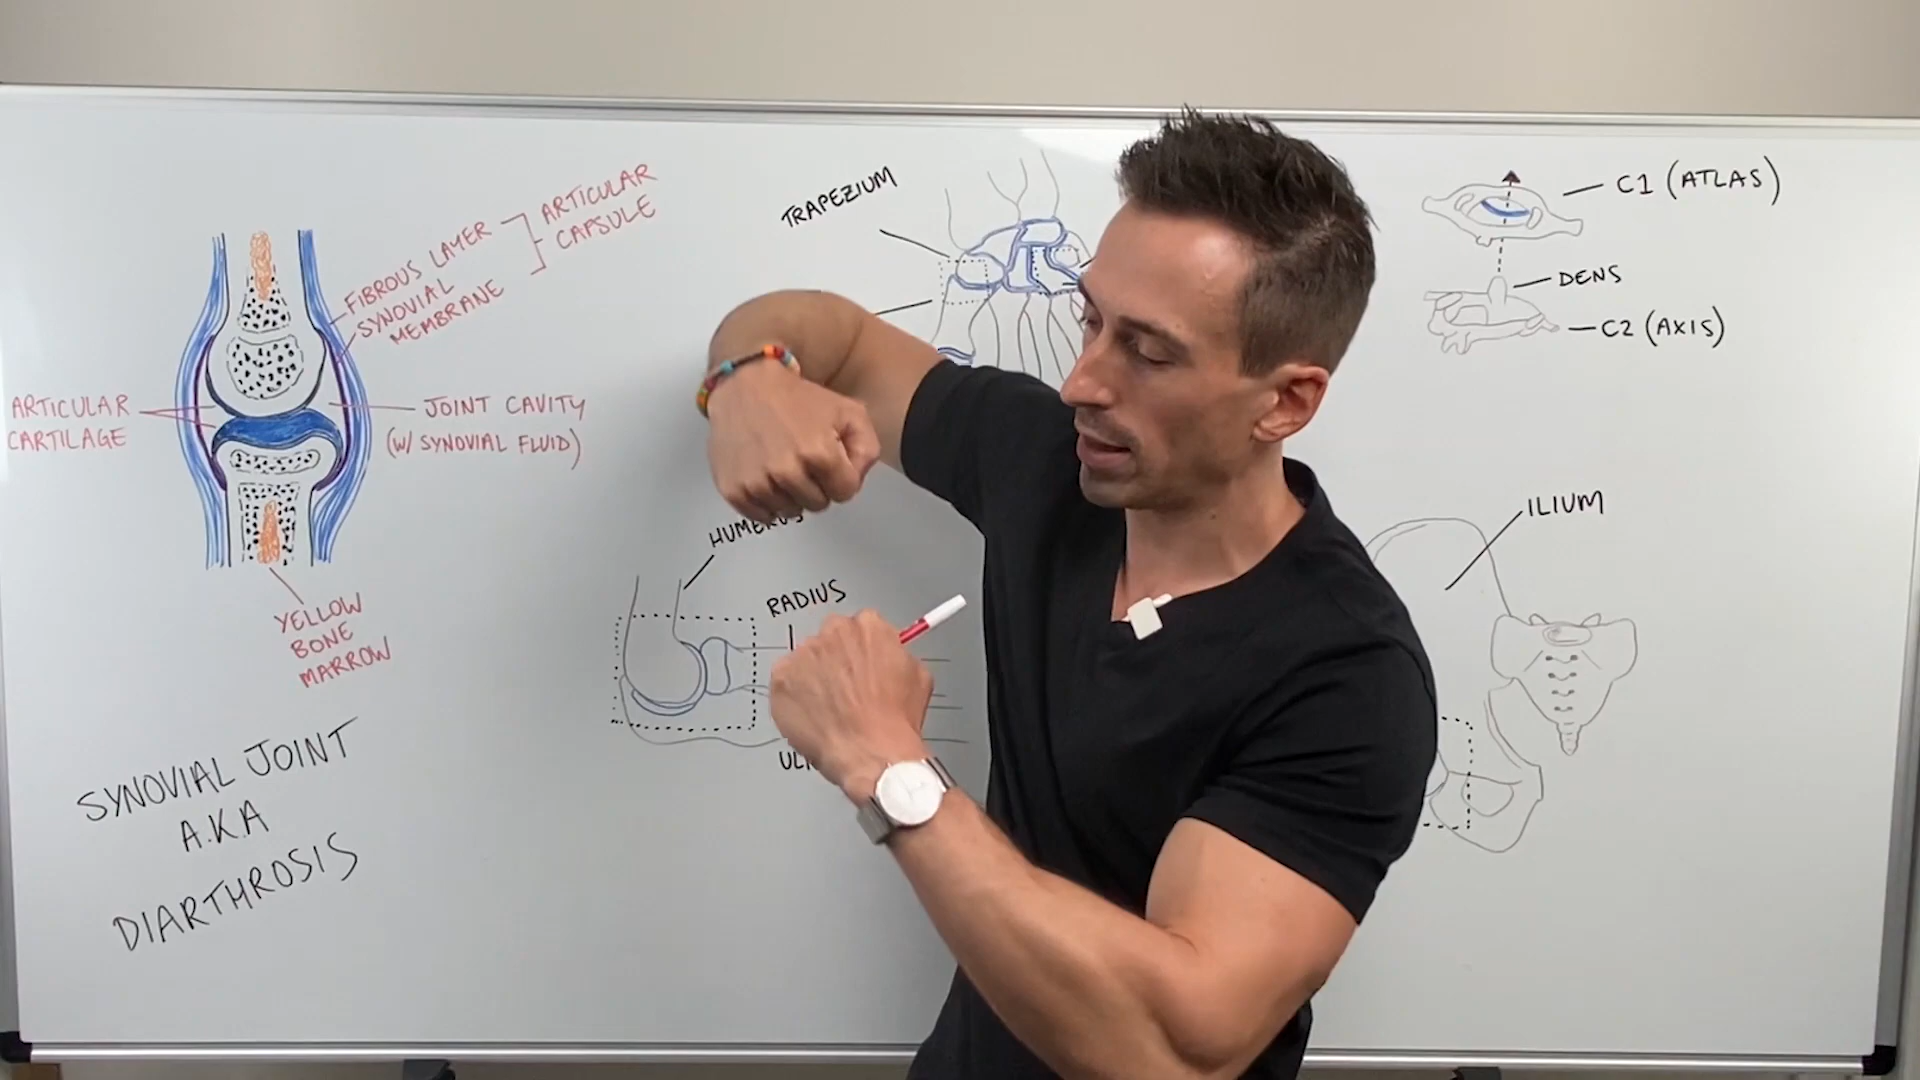 FIBROUS LAYER
SYNOVIAL
MEMBRANE
ARTICULAR
CAPSULE
ARTICULAR
CARTILAGE
JOINT CAVITY
(W/ SYNOVIAL FLUID)
YELLOW
BONE
MARROW
SYNOVIAL JOINT
A.K.A
DIARTHROSIS
TRAPEZIUM
HUMERUS
RADIUS
C1 (ATLAS)
DENS
C2 (AXIS)
ILIUM